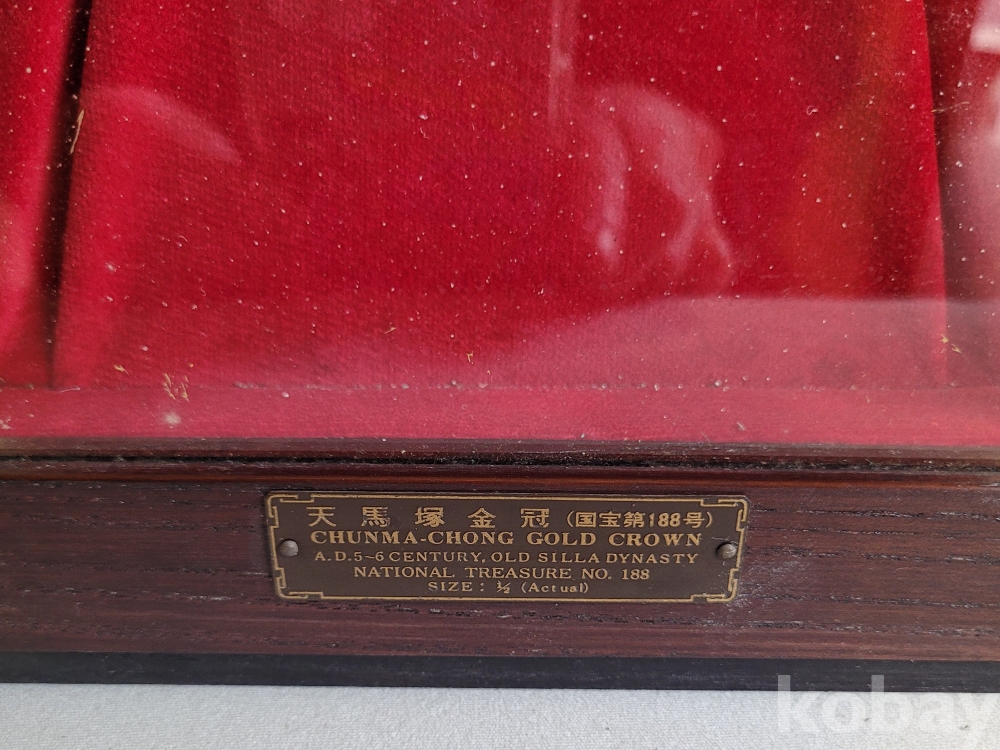 天馬塚金冠(国宝第188号)
CHUNMA-CHONG GOLD CROWN
A.D.5~6 CENTURY, OLD SILLA DYNASTY
NATIONAL TREASURE NO. 188
SIZE : ½ (Actual)
kobay